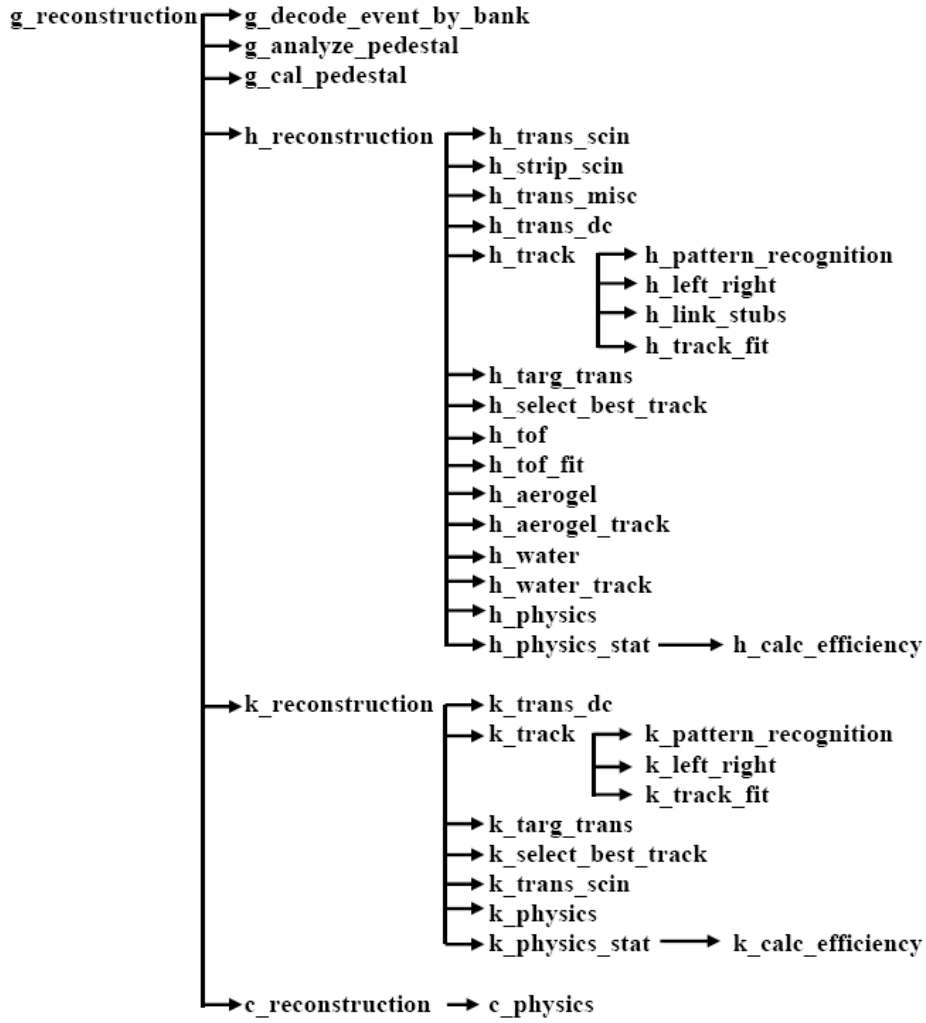 g_reconstruction g_decode_event_by_bank
g_analyze_pedestal
g_cal_pedestal
h_reconstruction h_trans_scin
h_strip_scin
h_trans_misc
h_trans_dc
h_track h_pattern_recognition
h_left_right
h_link_stubs
h_track_fit
h_targ_trans
h_select_best_track
h_tof
h_tof_fit
h_aerogel
h_aerogel_track
h_water
h_water_track
h_physics
h_physics_stat h_calc_efficiency
k_reconstruction k_trans_dc
k_track k_pattern_recognition
k_left_right
k_track_fit
k_targ_trans
k_select_best_track
k_trans_scin
k_physics
k_physics_stat k_calc_efficiency
c_reconstruction c_physics